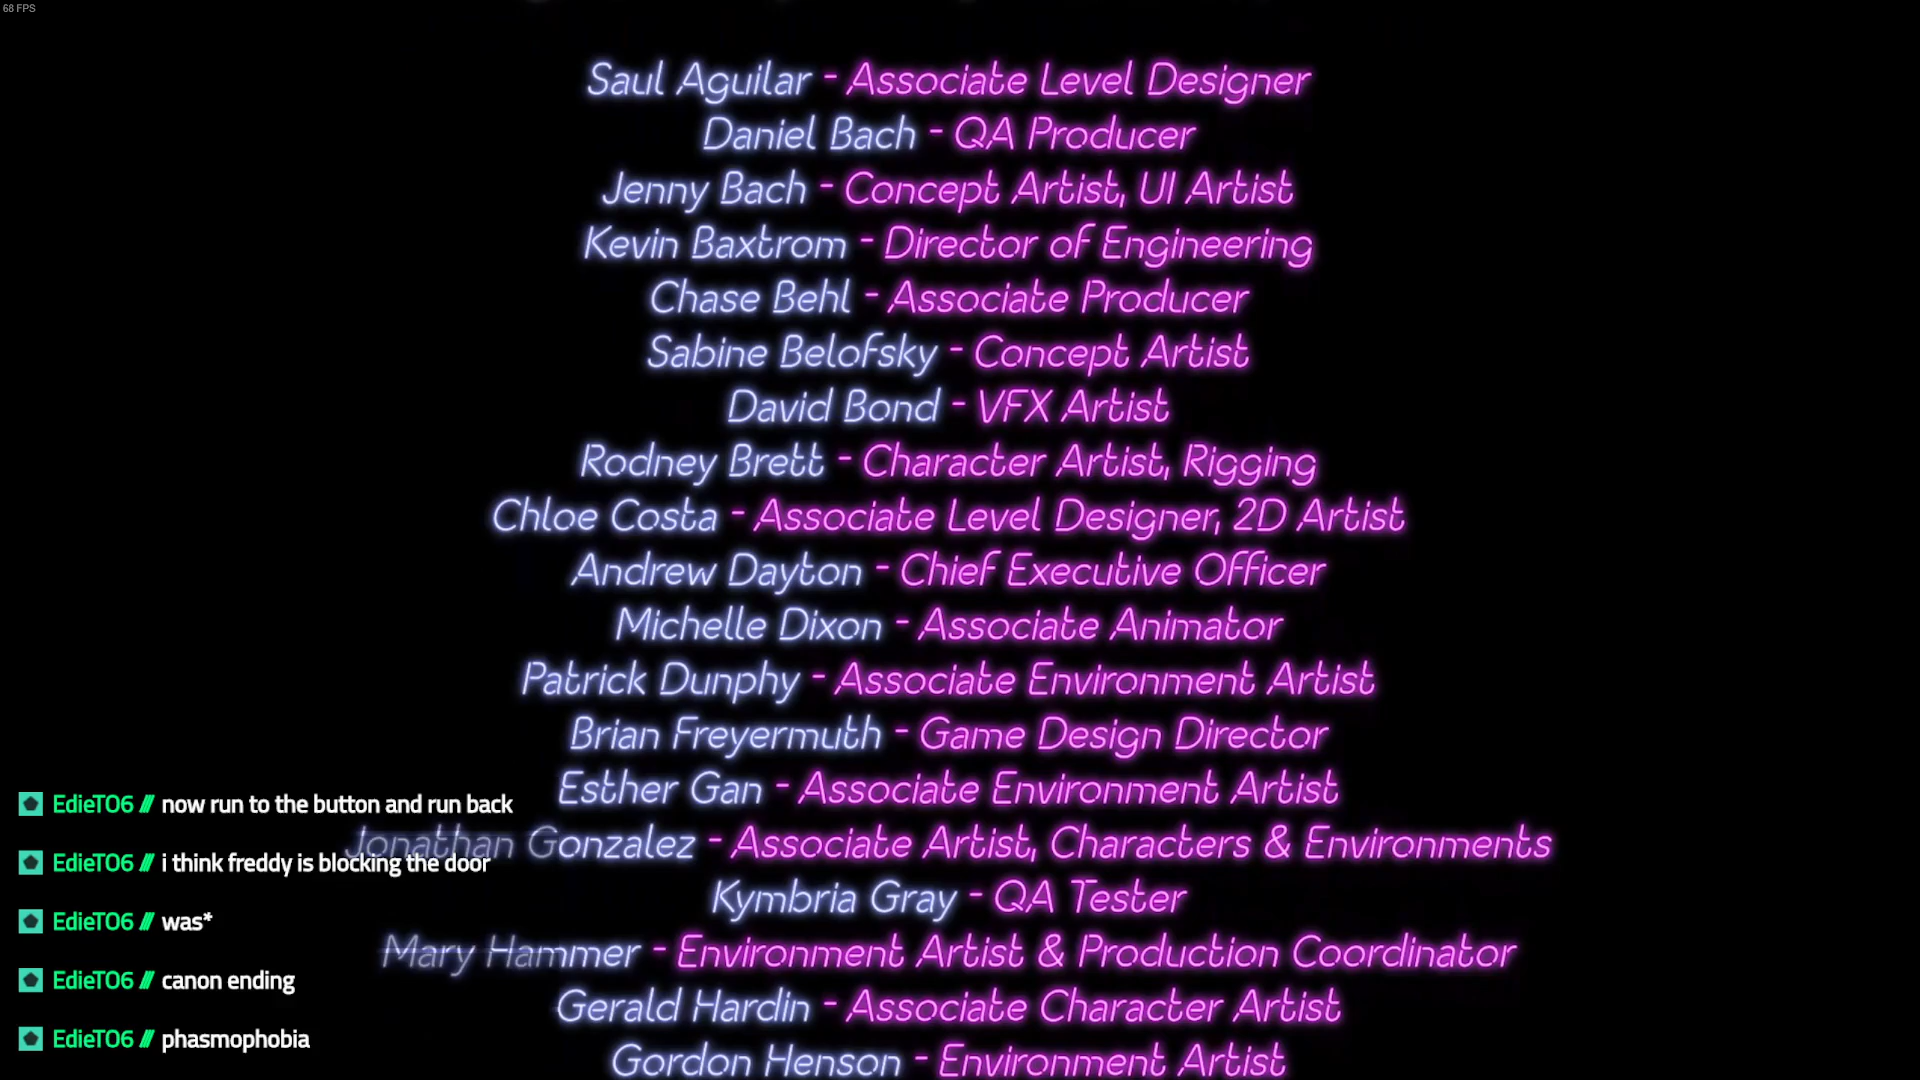 68 FPS
Saul Aguilar - Associate Level Designer
Daniel Bach - QA Producer
Jenny Bach - Concept Artist, UI Artist
Kevin Baxtrom - Director of Engineering
Chase Behl - Associate Producer
Sabine Belofsky - Concept Artist
David Bond - VFX Artist
Rodney Brett - Character Artist, Rigging
Chloe Costa - Associate Level Designer, 2D Artist
Andrew Dayton - Chief Executive Officer
Michelle Dixon - Associate Animator
Patrick Dunphy - Associate Environment Artist
Brian Freyermuth - Game Design Director
Esther Gan - Associate Environment Artist
Jonathan Gonzalez - Associate Artist, Characters & Environments
Kymbria Gray - QA Tester
Mary Hammer - Environment Artist & Production Coordinator
Gerald Hardin - Associate Character Artist
Gordon Henson - Environment Artist
EdieTO6 /// now run to the button and run back
EdieTO6 /// i think freddy is blocking the door
EdieTO6 /// was*
EdieTO6 /// canon ending
EdieTO6 /// phasmophobia